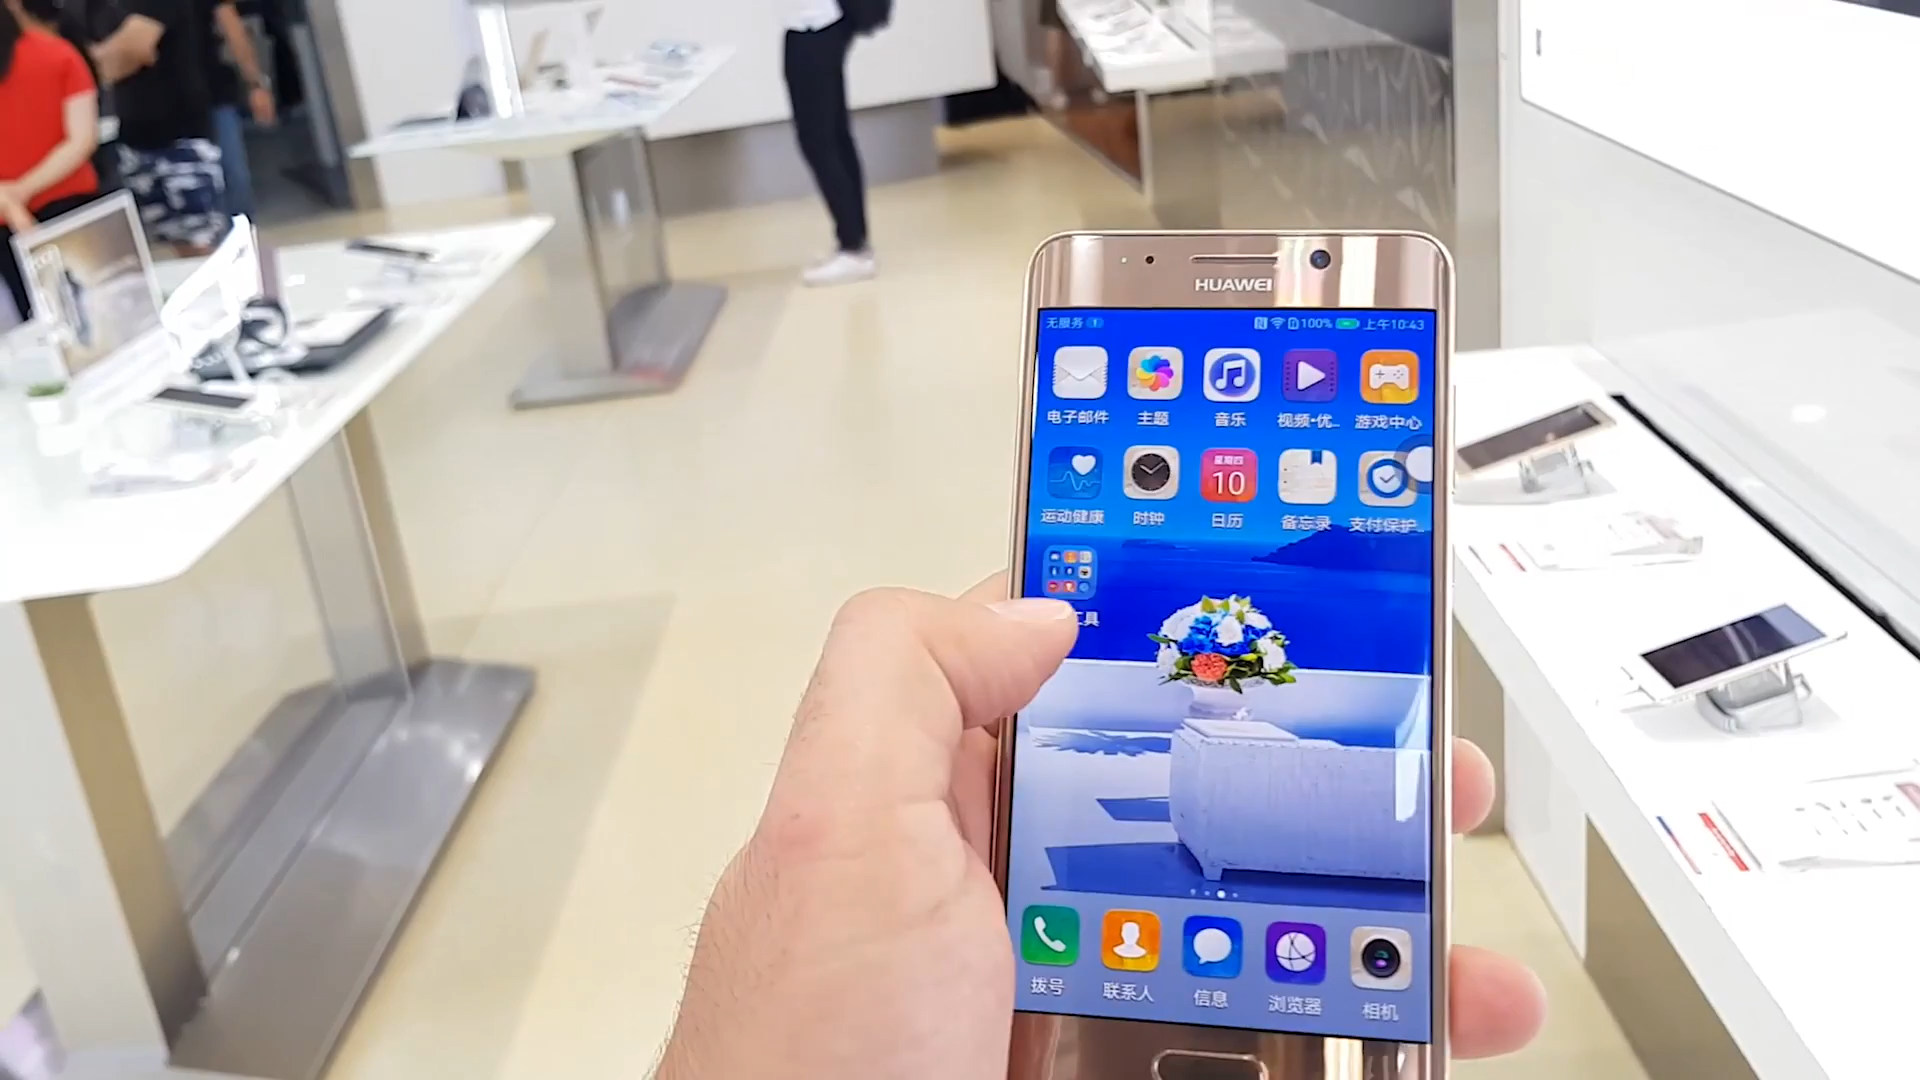 HUAWEI
无服务 1
100% 上午10:43
电子邮件 主题 音乐 视频·优... 游戏中心
星期四
10
运动健康 时钟 日历 备忘录 支付保护...
工具
拨号 联系人 信息 浏览器 相机